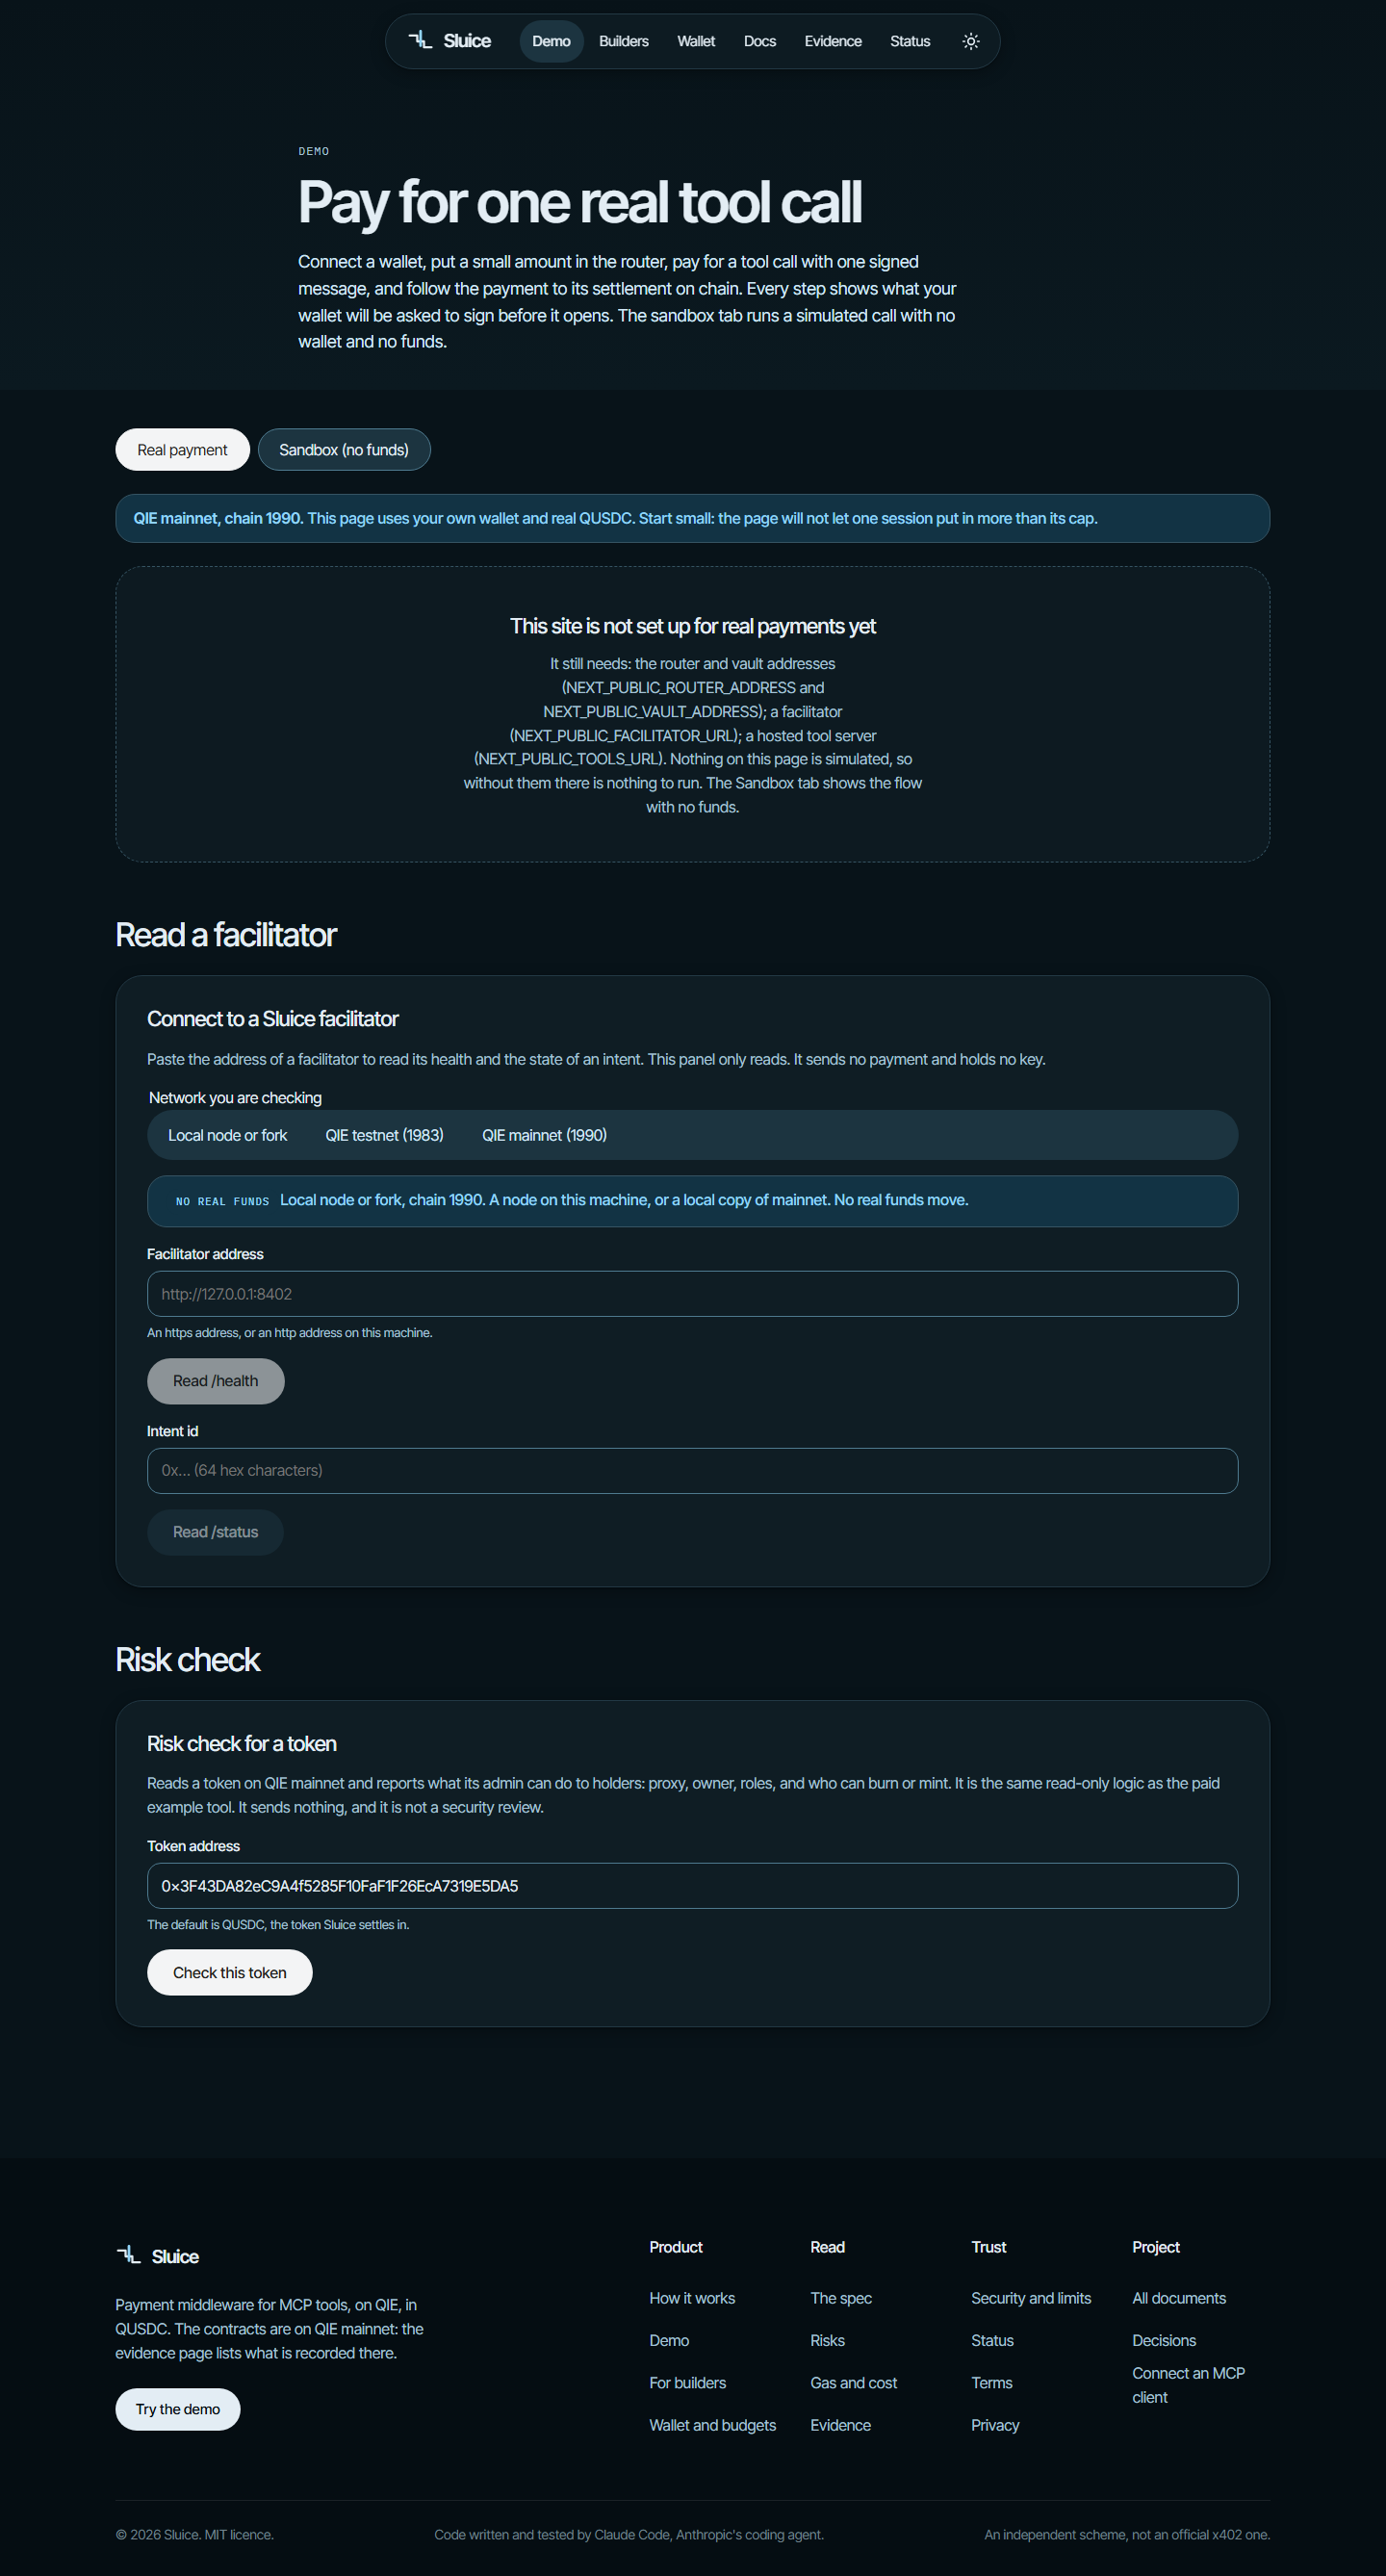 Sluice
Demo
Builders
Wallet
Docs
Evidence
Status
DEMO
Pay for one real tool call
Connect a wallet, put a small amount in the router, pay for a tool call with one signed
message, and follow the payment to its settlement on chain. Every step shows what your
wallet will be asked to sign before it opens. The sandbox tab runs a simulated call with no
wallet and no funds.
Real payment
Sandbox (no funds)
QIE mainnet, chain 1990. This page uses your own wallet and real QUSDC. Start small: the page will not let one session put in more than its cap.
This site is not set up for real payments yet
It still needs: the router and vault addresses
(NEXT_PUBLIC_ROUTER_ADDRESS and
NEXT_PUBLIC_VAULT_ADDRESS); a facilitator
(NEXT_PUBLIC_FACILITATOR_URL); a hosted tool server
(NEXT_PUBLIC_TOOLS_URL). Nothing on this page is simulated, so
without them there is nothing to run. The Sandbox tab shows the flow
with no funds.
Read a facilitator
Connect to a Sluice facilitator
Paste the address of a facilitator to read its health and the state of an intent. This panel only reads. It sends no payment and holds no key.
Network you are checking
Local node or fork
QIE testnet (1983)
QIE mainnet (1990)
NO REAL FUNDS Local node or fork, chain 1990. A node on this machine, or a local copy of mainnet. No real funds move.
Facilitator address
http://127.0.0.1:8402
An https address, or an http address on this machine.
Read /health
Intent id
0x... (64 hex characters)
Read /status
Risk check
Risk check for a token
Reads a token on QIE mainnet and reports what its admin can do to holders: proxy, owner, roles, and who can burn or mint. It is the same read-only logic as the paid
example tool. It sends nothing, and it is not a security review.
Token address
0x3F43DA82eC9A4f5285F10FaF1F26EcA7319E5DA5
The default is QUSDC, the token Sluice settles in.
Check this token
Sluice
Payment middleware for MCP tools, on QIE, in
QUSDC. The contracts are on QIE mainnet: the
evidence page lists what is recorded there.
Try the demo
Product
How it works
Demo
For builders
Wallet and budgets
Read
The spec
Risks
Gas and cost
Evidence
Trust
Security and limits
Status
Terms
Privacy
Project
All documents
Decisions
Connect an MCP
client
© 2026 Sluice. MIT licence.
Code written and tested by Claude Code, Anthropic's coding agent.
An independent scheme, not an official x402 one.